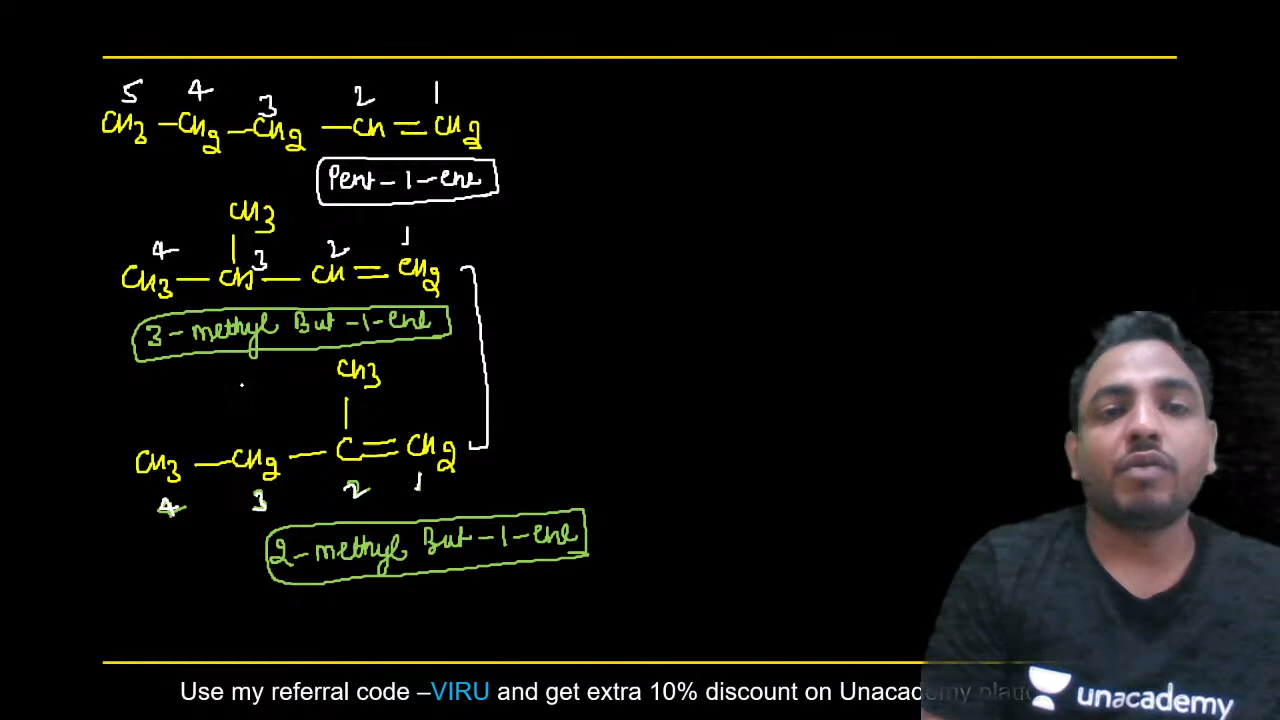 5 4 3 2 1
CH3 – CH2 – CH2 – CH = CH2
Pent – 1 – ene
CH3
4 3 2 1
CH3 – CH – CH = CH2
3 – methyl But – 1 – ene
CH3
CH3 – CH2 – C = CH2
4 3 2 1
2 – methyl But – 1 – ene
Use my referral code –VIRU and get extra 10% discount on Unacademy
unacademy